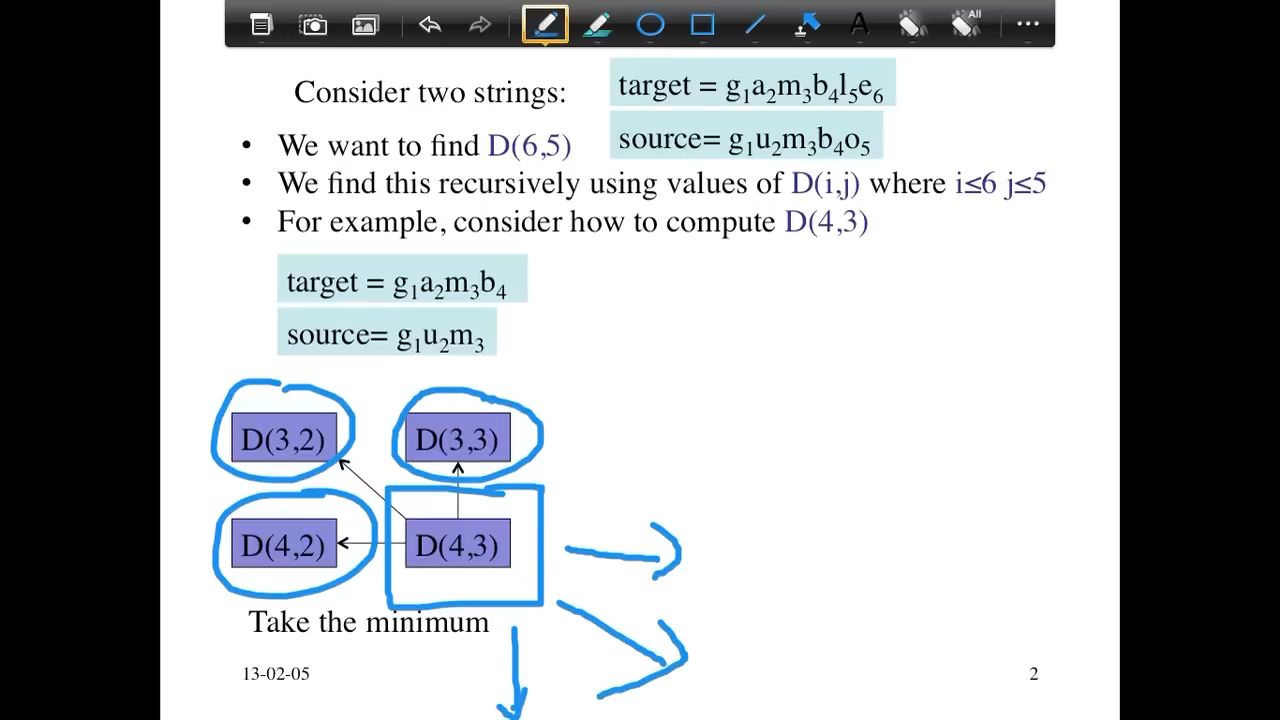 All
A
Consider two strings:
target = g₁a₂m₃b₄l₅e₆
source= g₁u₂m₃b₄o₅
• We want to find D(6,5)
• We find this recursively using values of D(i,j) where i≤6 j≤5
• For example, consider how to compute D(4,3)
target = g₁a₂m₃b₄
source= g₁u₂m₃
D(3,2) D(3,3)
D(4,2) D(4,3)
Take the minimum
13-02-05 2